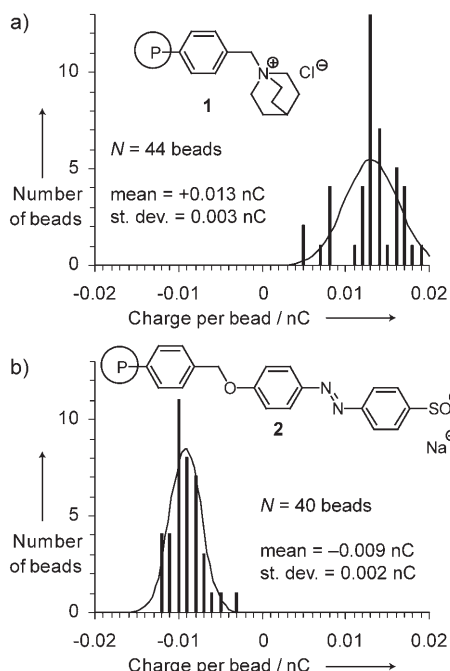 a)
P
N⊕
Cl⊖
1
N = 44 beads
mean = +0.013 nC
st. dev. = 0.003 nC
10
5
0
Number
of beads
-0.02 -0.01 0 0.01 0.02
Charge per bead / nC
b)
P
O
N
N
SO
Na⊕
2
N = 40 beads
mean = –0.009 nC
st. dev. = 0.002 nC
10
5
0
Number
of beads
-0.02 -0.01 0 0.01 0.02
Charge per bead / nC